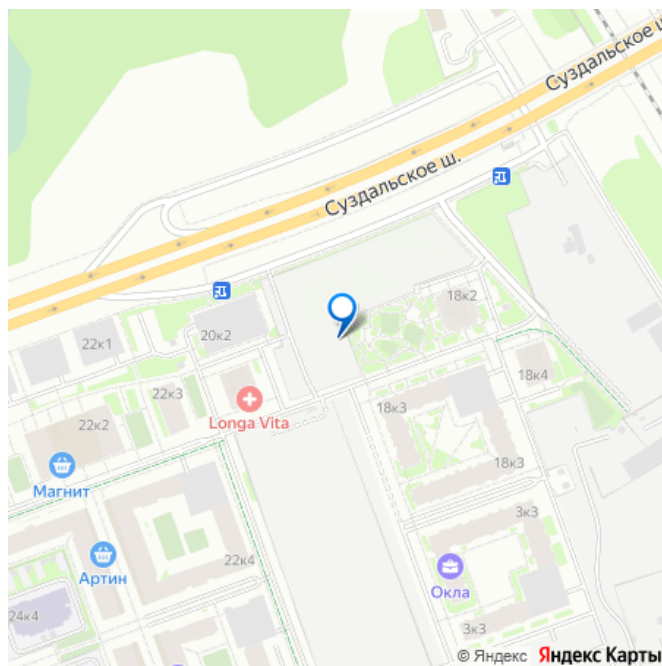 Суздальское ш.
Суздальское ш.
18к2
20к2
22к1
18к4
22к3
18к3
Longa Vita
22к2
18к3
Магнит
3к3
22к4
Артин
Окла
24к4
3к3
© Яндекс Яндекс Карты